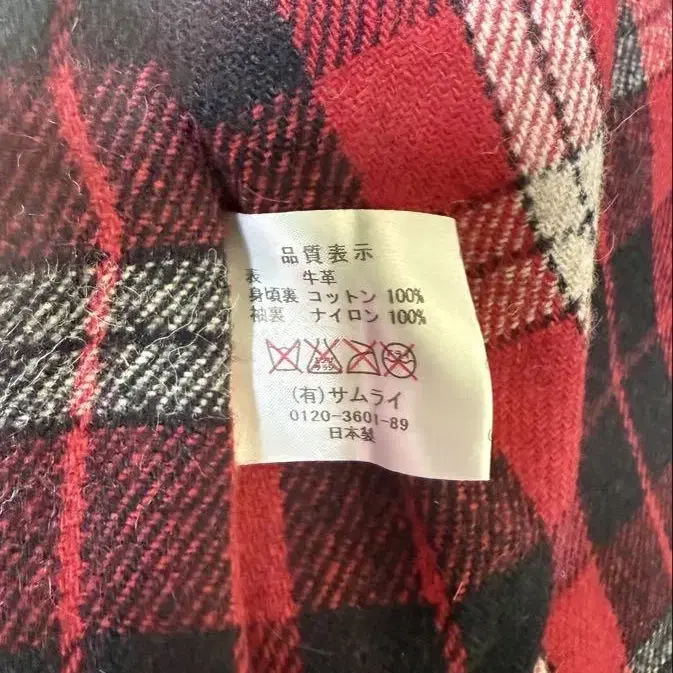 品質表示
表 牛革
身頃裏 コットン 100%
袖裏 ナイロン 100%
(有)サムライ
0120-3601-89
日本製